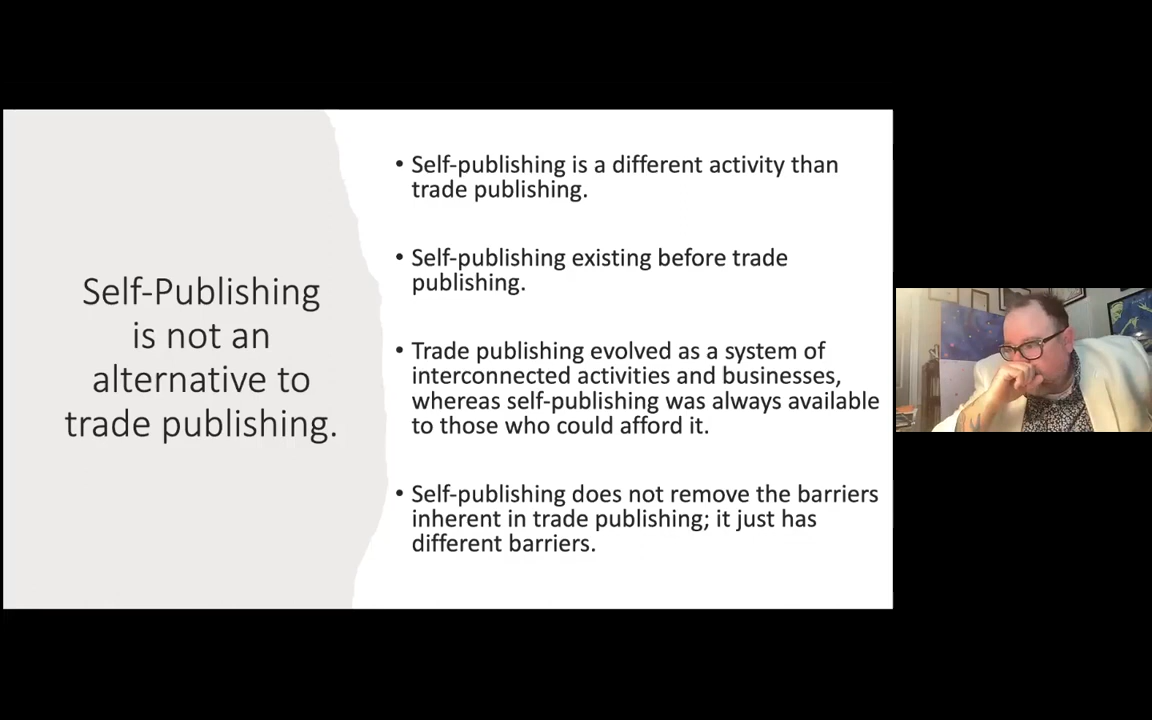 Self-Publishing
is not an
alternative to
trade publishing.
• Self-publishing is a different activity than
trade publishing.
• Self-publishing existing before trade
publishing.
• Trade publishing evolved as a system of
interconnected activities and businesses,
whereas self-publishing was always available
to those who could afford it.
• Self-publishing does not remove the barriers
inherent in trade publishing; it just has
different barriers.